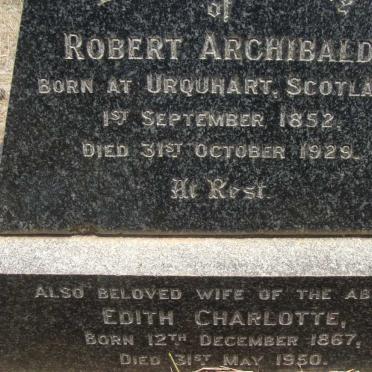 of
ROBERT ARCHIBALD
BORN AT URQUHART, SCOTLA
1ST SEPTEMBER 1852.
DIED 31ST OCTOBER 1929.
At Rest.
ALSO BELOVED WIFE OF THE AB
EDITH CHARLOTTE,
BORN 12TH DECEMBER 1867,
DIED 31ST MAY 1950.